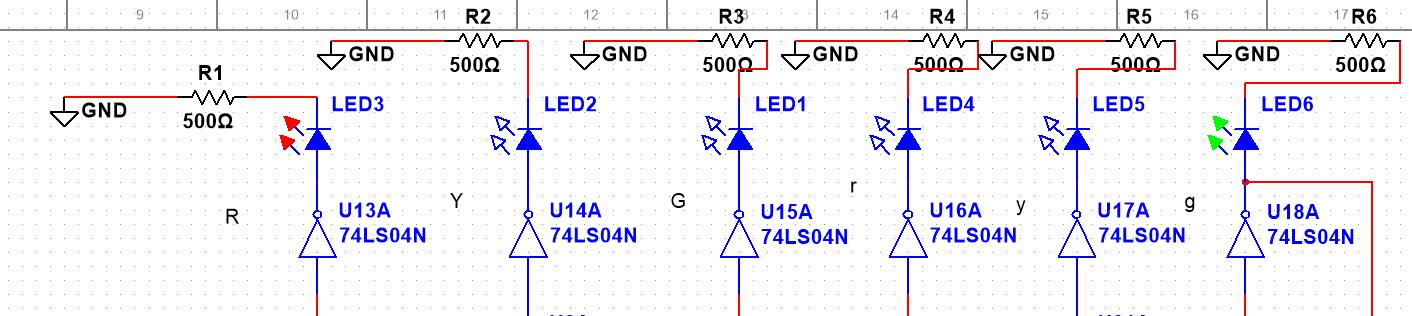 9 10 11 12 13 14 15 16 17
R2 R3 R4 R5 R6
GND GND GND GND GND
500Ω 500Ω 500Ω 500Ω 500Ω
R1
GND
500Ω
LED3 LED2 LED1 LED4 LED5 LED6
R Y G r y g
U13A U14A U15A U16A U17A U18A
74LS04N 74LS04N 74LS04N 74LS04N 74LS04N 74LS04N